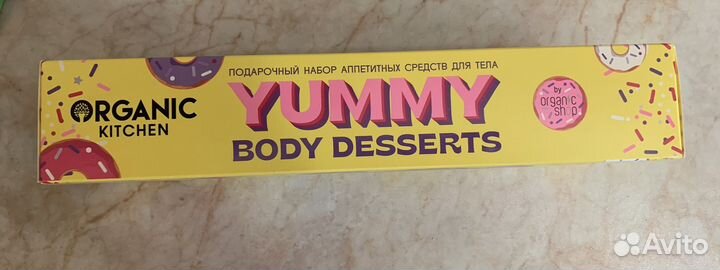 ORGANIC
KITCHEN
ПОДАРОЧНЫЙ НАБОР АППЕТИТНЫХ СРЕДСТВ ДЛЯ ТЕЛА
YUMMY
BODY DESSERTS
by
organic
shop
Avito